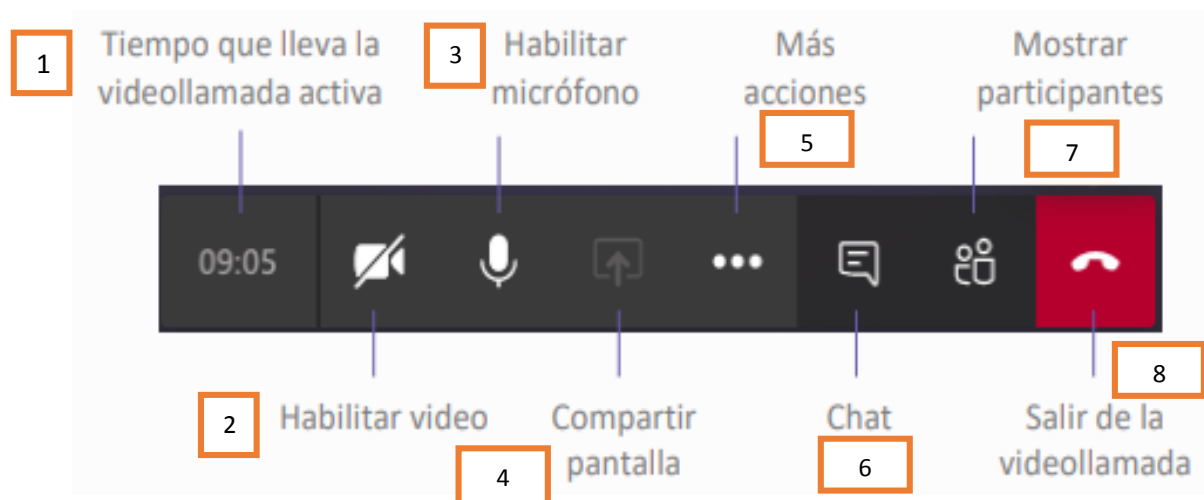 1
Tiempo que lleva la
videollamada activa
3
Habilitar
micrófono
Más
acciones
5
Mostrar
participantes
7
09:05
2
Habilitar video
4
Compartir
pantalla
Chat
6
8
Salir de la
videollamada